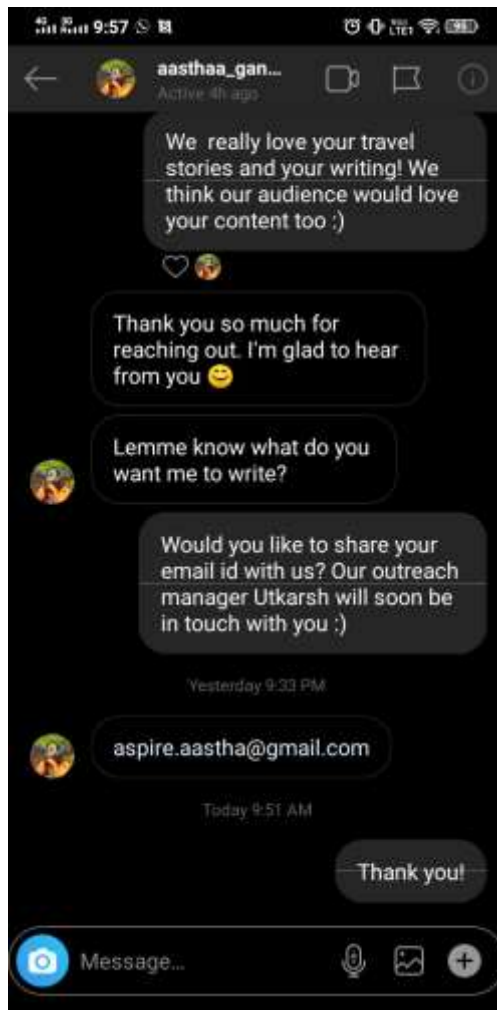 9:57
aasthaa_gan...
Active 4h ago
We really love your travel
stories and your writing! We
think our audience would love
your content too :)
Thank you so much for
reaching out. I'm glad to hear
from you 😊
Lemme know what do you
want me to write?
Would you like to share your
email id with us? Our outreach
manager Utkarsh will soon be
in touch with you :)
Yesterday 9:33 PM
aspire.aastha@gmail.com
Today 9:51 AM
Thank you!
Message...